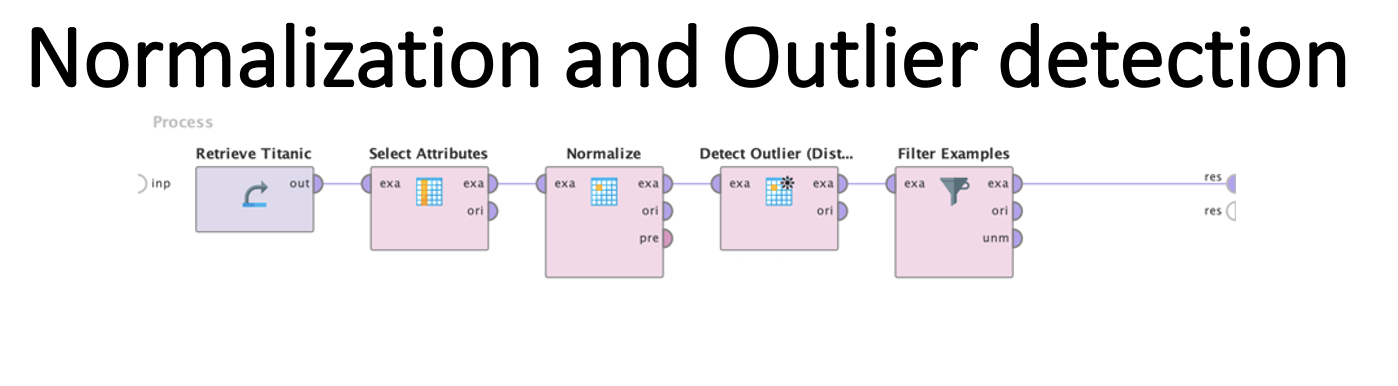 Normalization and Outlier detection
Process
Retrieve Titanic Select Attributes Normalize Detect Outlier (Dist... Filter Examples
inp out exa exa exa exa exa exa exa exa res
ori ori ori ori res
pre unm